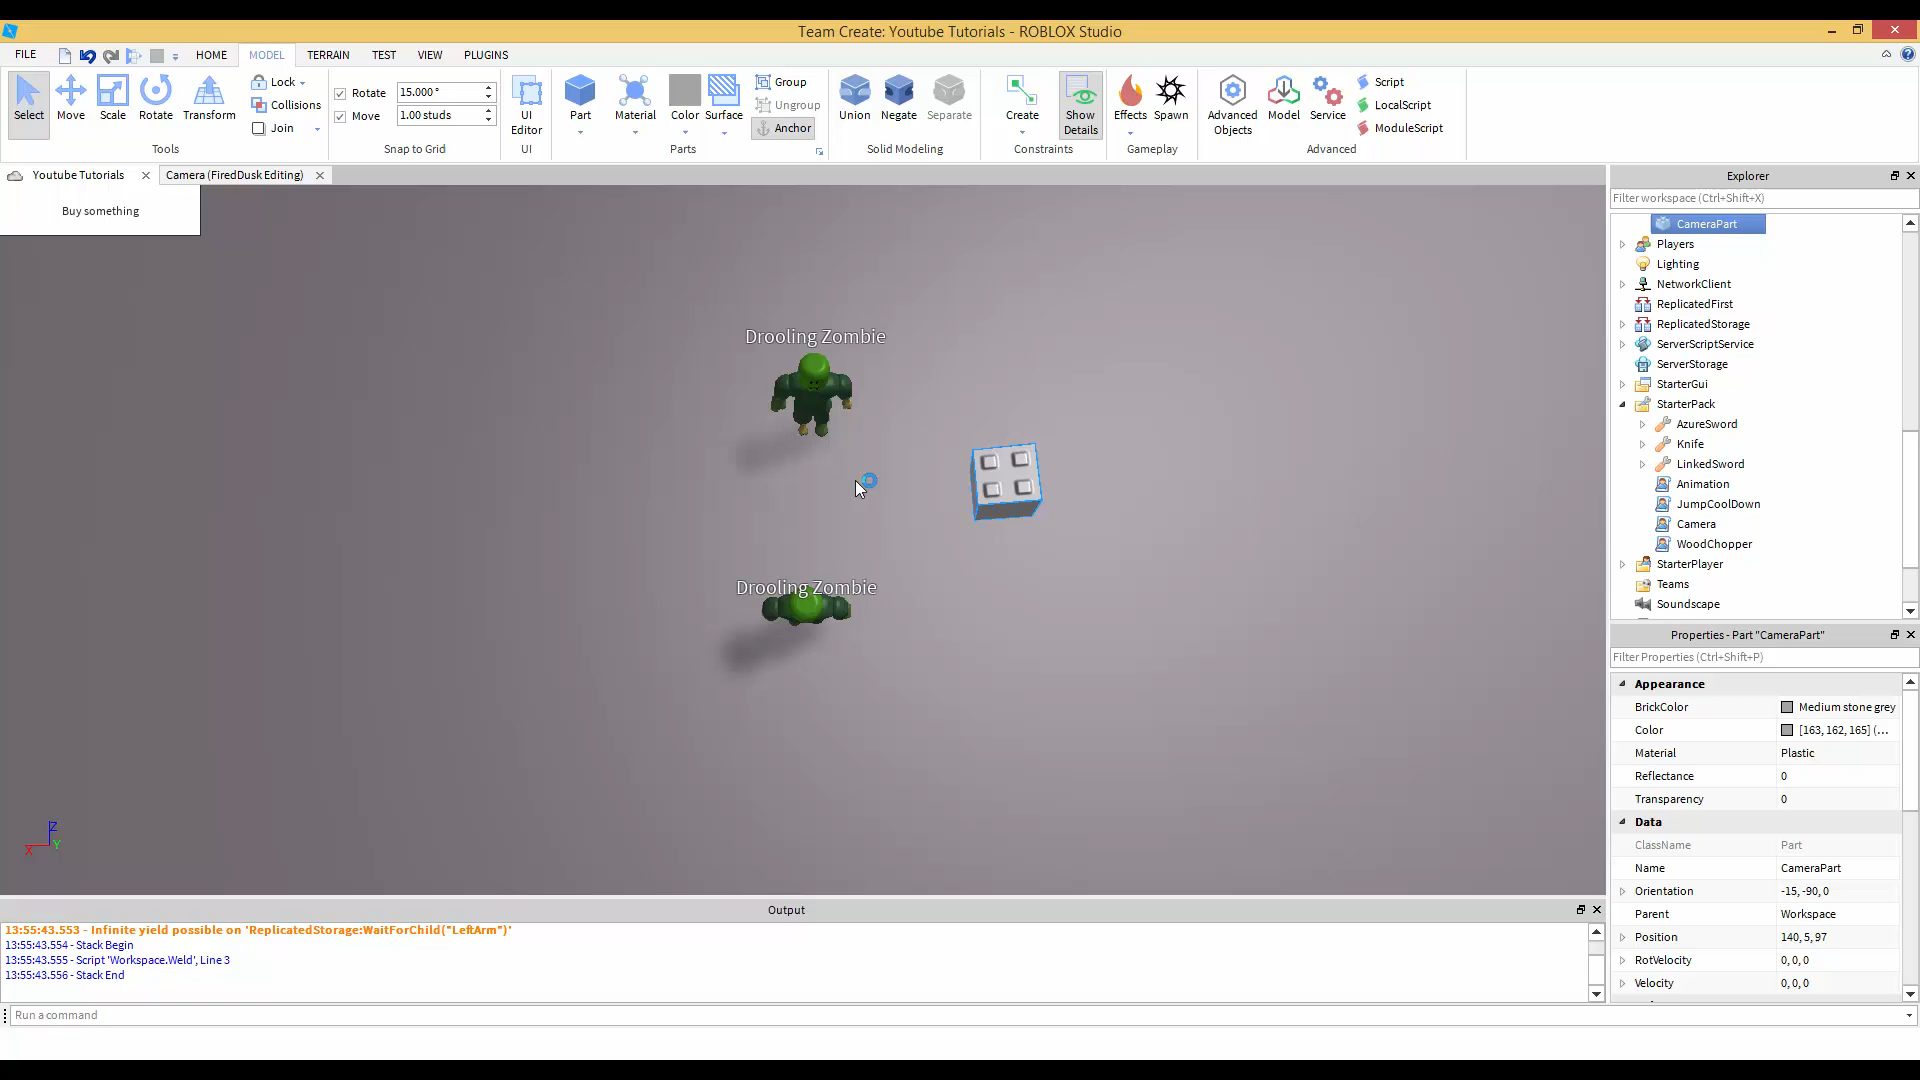 Team Create: Youtube Tutorials - ROBLOX Studio
FILE HOME MODEL TERRAIN TEST VIEW PLUGINS
Select Move Scale Rotate Transform
Lock
Collisions
Join
Tools
Rotate 15.000 °
Move 1.00 studs
Snap to Grid
UI Editor
UI
Part Material Color Surface
Group
Ungroup
Anchor
Parts
Union Negate Separate
Solid Modeling
Create Show Details
Constraints
Effects Spawn
Gameplay
Advanced Objects Model Service
Script
LocalScript
ModuleScript
Advanced
Youtube Tutorials
Camera (FiredDusk Editing)
Buy something
Drooling Zombie
Drooling Zombie
Z
X
Y
Explorer
Filter workspace (Ctrl+Shift+X)
CameraPart
Players
Lighting
NetworkClient
ReplicatedFirst
ReplicatedStorage
ServerScriptService
ServerStorage
StarterGui
StarterPack
AzureSword
Knife
LinkedSword
Animation
JumpCoolDown
Camera
WoodChopper
StarterPlayer
Teams
Soundscape
Properties - Part "CameraPart"
Filter Properties (Ctrl+Shift+P)
Appearance
BrickColor Medium stone grey
Color [163, 162, 165] (...
Material Plastic
Reflectance 0
Transparency 0
Data
ClassName Part
Name CameraPart
Orientation -15, -90, 0
Parent Workspace
Position 140, 5, 97
RotVelocity 0, 0, 0
Velocity 0, 0, 0
Output
13:55:43.553 - Infinite yield possible on 'ReplicatedStorage:WaitForChild("LeftArm")'
13:55:43.554 - Stack Begin
13:55:43.555 - Script 'Workspace.Weld', Line 3
13:55:43.556 - Stack End
Run a command